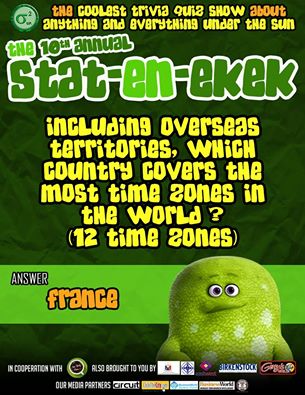 the coolest trivia quiz show about
anything and everything under the sun
the 10th annual
Stat-en-ekek
including overseas
territories, which
country covers the
most time zones in
the world?
(12 time zones)
ANSWER
france
IN COOPERATION WITH ALSO BROUGHT TO YOU BY BIRKENSTOCK
OUR MEDIA PARTNERS circuit BusinessWorld